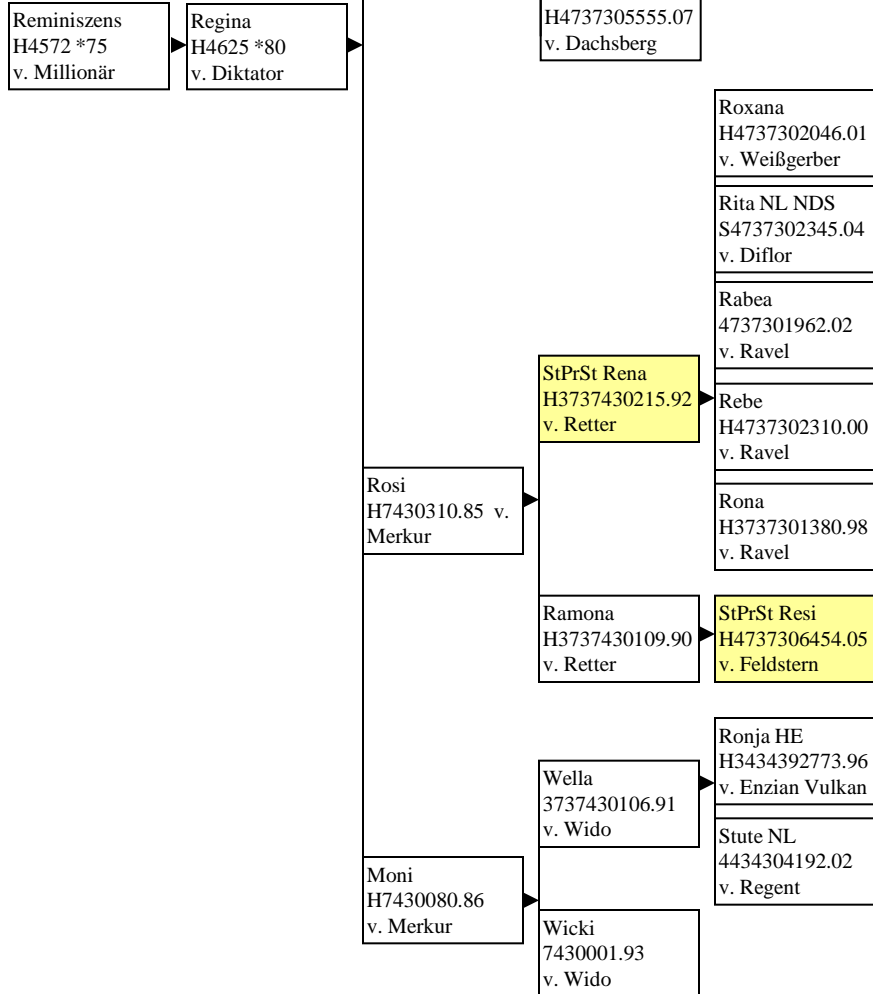 Reminiszens
H4572 *75
v. Millionär
Regina
H4625 *80
v. Diktator
H4737305555.07
v. Dachsberg
Roxana
H4737302046.01
v. Weißgerber
Rita NL NDS
S4737302345.04
v. Diflor
Rabea
4737301962.02
v. Ravel
StPrSt Rena
H3737430215.92
v. Retter
Rebe
H4737302310.00
v. Ravel
Rosi
H7430310.85 v.
Merkur
Rona
H3737301380.98
v. Ravel
Ramona
H3737430109.90
v. Retter
StPrSt Resi
H4737306454.05
v. Feldstern
Ronja HE
H3434392773.96
v. Enzian Vulkan
Wella
3737430106.91
v. Wido
Stute NL
4434304192.02
v. Regent
Moni
H7430080.86
v. Merkur
Wicki
7430001.93
v. Wido